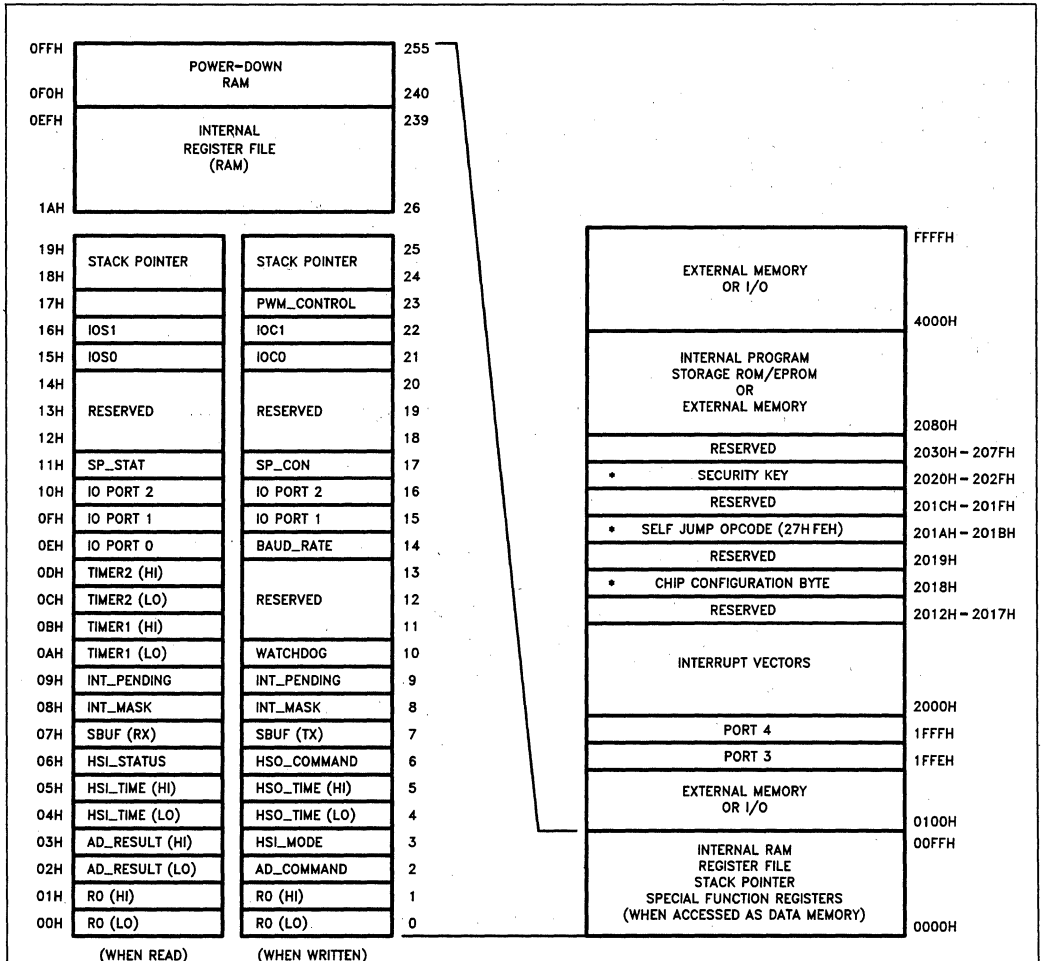 0FFH 255
POWER-DOWN
RAM
0F0H 240
0EFH 239
INTERNAL
REGISTER FILE
(RAM)
1AH 26
19H 25
STACK POINTER STACK POINTER
18H 24
17H PWM_CONTROL 23
16H IOS1 IOC1 22
15H IOS0 IOC0 21
14H 20
13H RESERVED RESERVED 19
12H 18
11H SP_STAT SP_CON 17
10H IO PORT 2 IO PORT 2 16
0FH IO PORT 1 IO PORT 1 15
0EH IO PORT 0 BAUD_RATE 14
0DH TIMER2 (HI) 13
0CH TIMER2 (LO) RESERVED 12
0BH TIMER1 (HI) 11
0AH TIMER1 (LO) WATCHDOG 10
09H INT_PENDING INT_PENDING 9
08H INT_MASK INT_MASK 8
07H SBUF (RX) SBUF (TX) 7
06H HSI_STATUS HSO_COMMAND 6
05H HSI_TIME (HI) HSO_TIME (HI) 5
04H HSI_TIME (LO) HSO_TIME (LO) 4
03H AD_RESULT (HI) HSI_MODE 3
02H AD_RESULT (LO) AD_COMMAND 2
01H R0 (HI) R0 (HI) 1
00H R0 (LO) R0 (LO) 0
(WHEN READ) (WHEN WRITTEN)
FFFFH
EXTERNAL MEMORY
OR I/O
4000H
INTERNAL PROGRAM
STORAGE ROM/EPROM
OR
EXTERNAL MEMORY
2080H
RESERVED 2030H - 207FH
* SECURITY KEY 2020H - 202FH
RESERVED 201CH - 201FH
* SELF JUMP OPCODE (27H FEH) 201AH - 201BH
RESERVED 2019H
* CHIP CONFIGURATION BYTE 2018H
RESERVED 2012H - 2017H
INTERRUPT VECTORS
2000H
PORT 4 1FFFH
PORT 3 1FFEH
EXTERNAL MEMORY
OR I/O
0100H
00FFH
INTERNAL RAM
REGISTER FILE
STACK POINTER
SPECIAL FUNCTION REGISTERS
(WHEN ACCESSED AS DATA MEMORY)
0000H